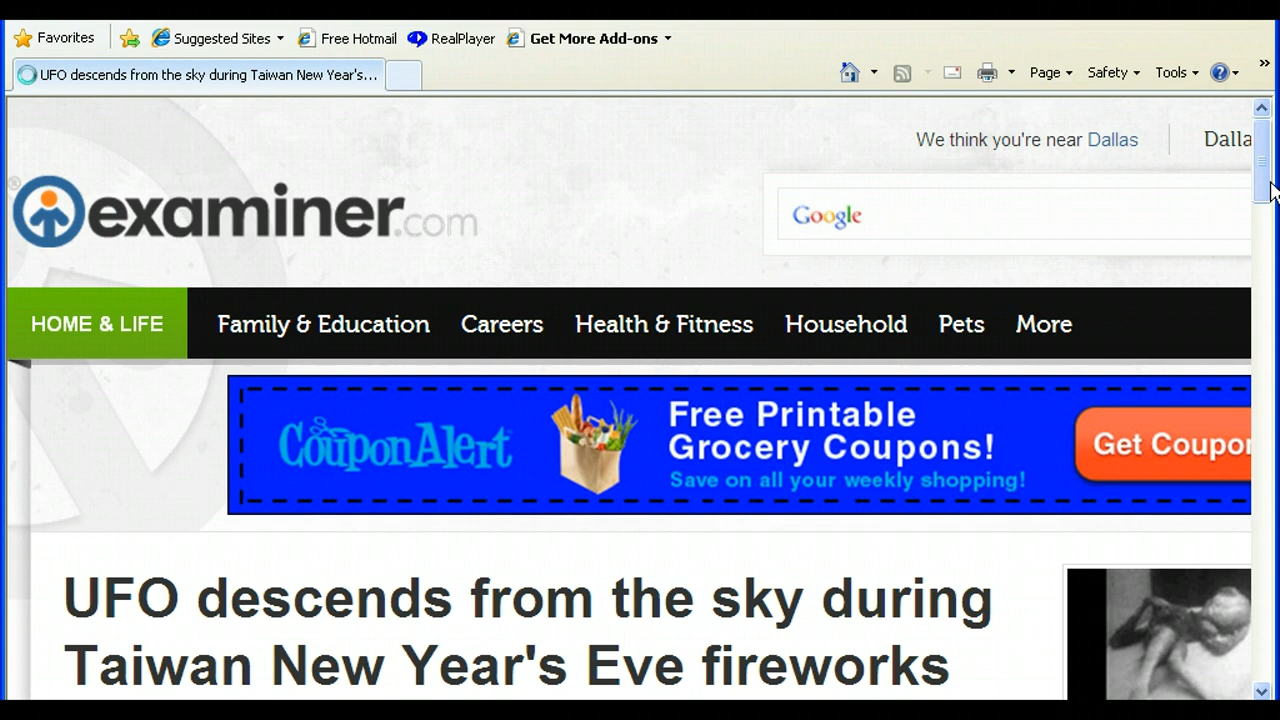 Favorites
Suggested Sites
Free Hotmail
RealPlayer
Get More Add-ons
UFO descends from the sky during Taiwan New Year's...
Page
Safety
Tools
»
We think you're near Dallas
Dalla
examiner.com
®
Google
HOME & LIFE
Family & Education
Careers
Health & Fitness
Household
Pets
More
CouponAlert
Free Printable
Grocery Coupons!
Save on all your weekly shopping!
Get Coupon
UFO descends from the sky during
Taiwan New Year's Eve fireworks